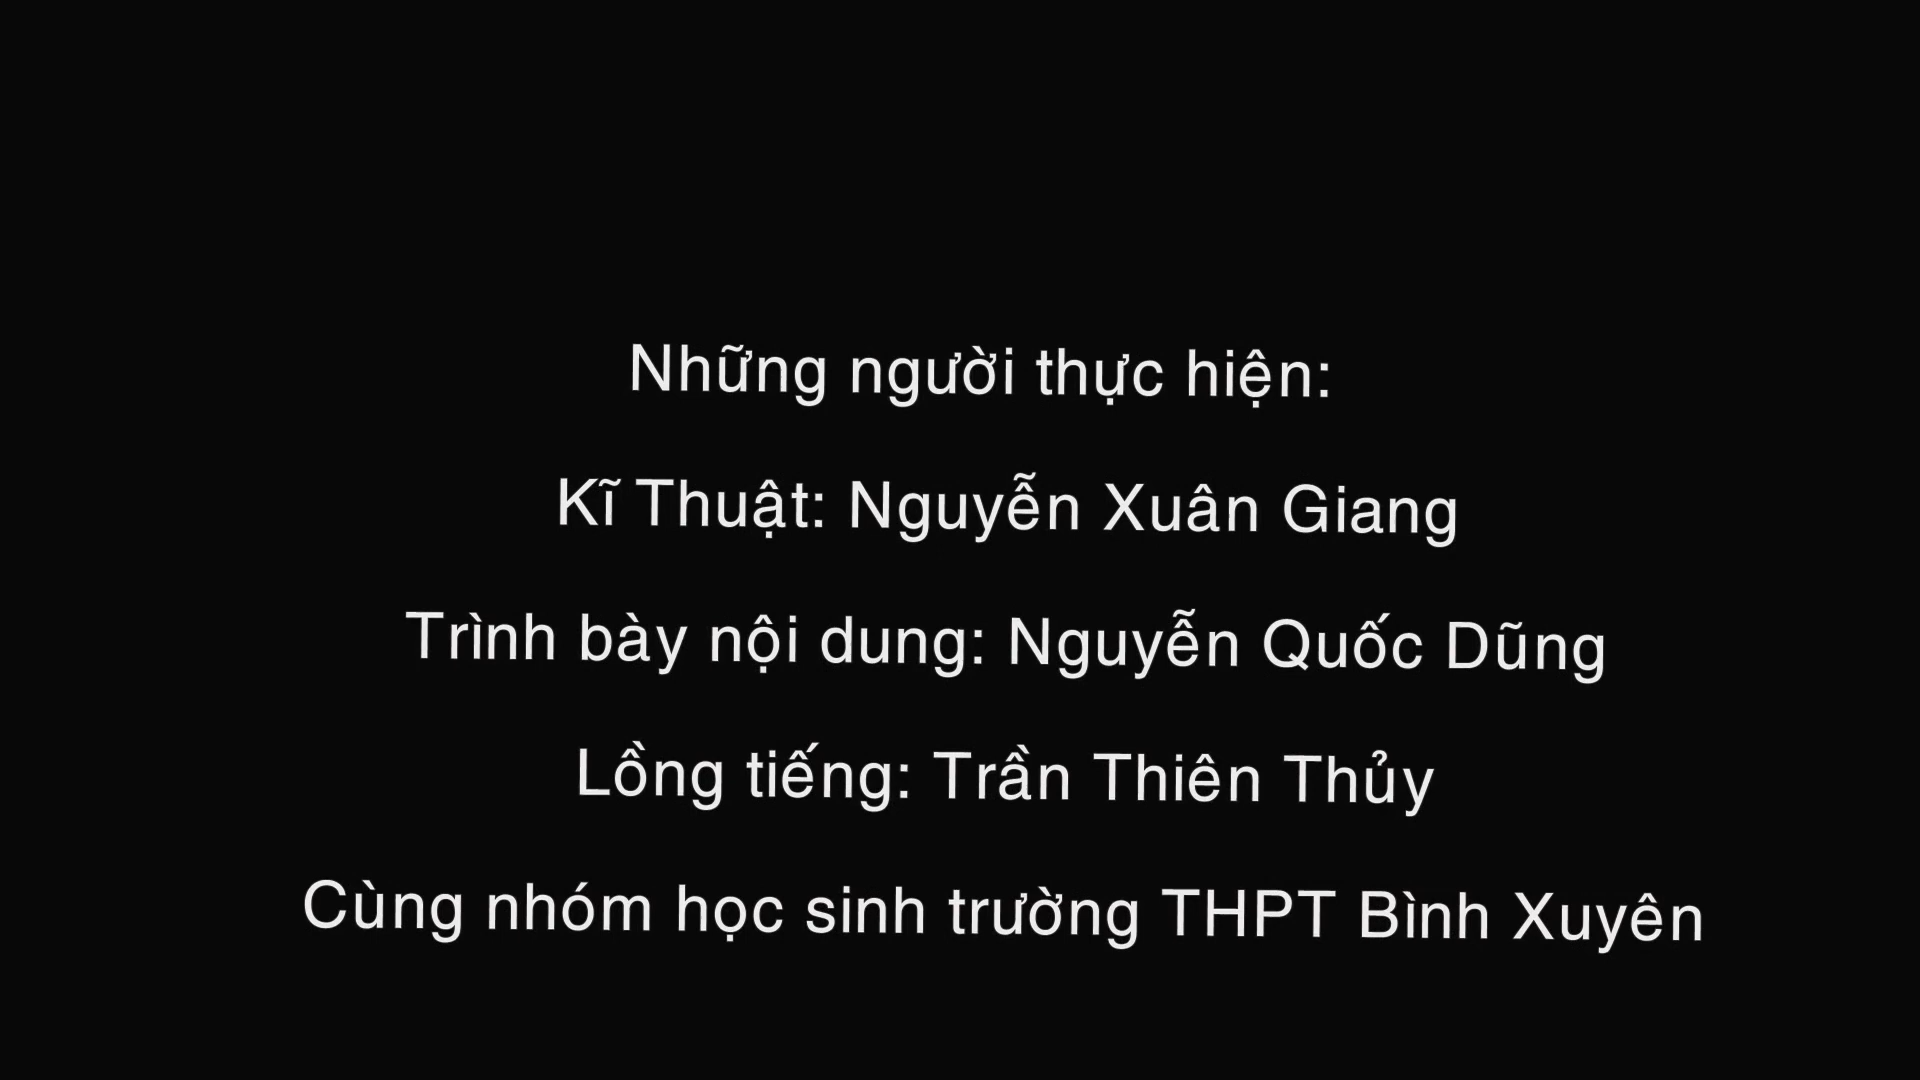 Những người thực hiện:
Kĩ Thuật: Nguyễn Xuân Giang
Trình bày nội dung: Nguyễn Quốc Dũng
Lồng tiếng: Trần Thiên Thủy
Cùng nhóm học sinh trường THPT Bình Xuyên